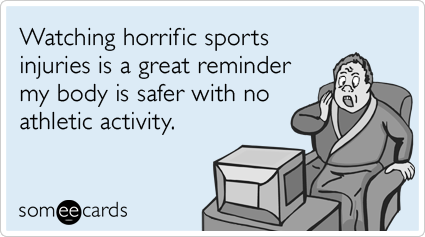 Watching horrific sports
injuries is a great reminder
my body is safer with no
athletic activity.
someecards